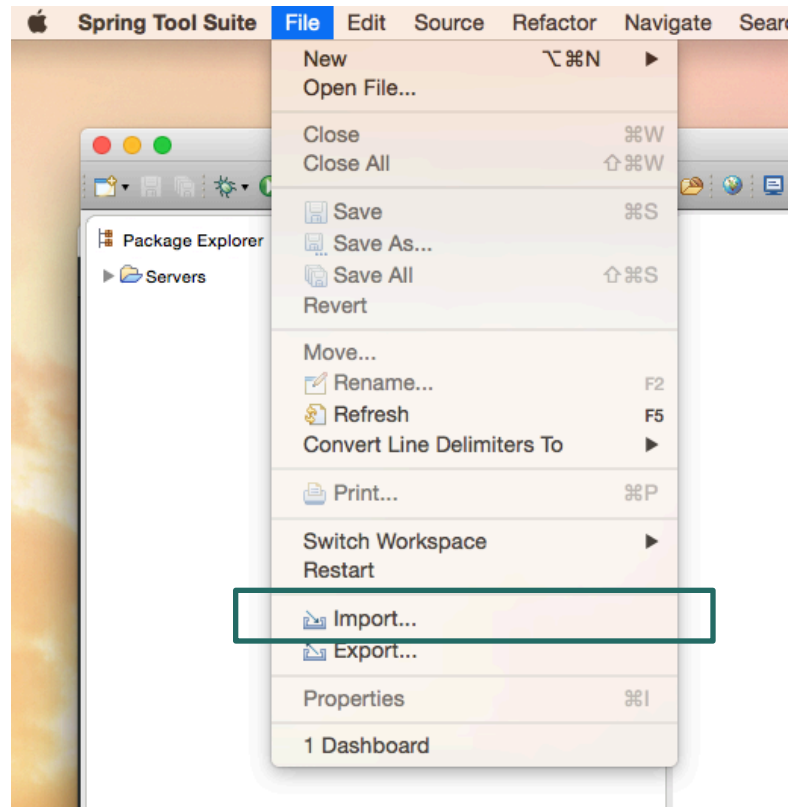 Spring Tool Suite File Edit Source Refactor Navigate
New ⌥⌘N ▶
Open File...
Close ⌘W
Close All ⇧⌘W
Save ⌘S
Package Explorer
Save As...
Servers
Save All ⇧⌘S
Revert
Move...
Rename... F2
Refresh F5
Convert Line Delimiters To ▶
Print... ⌘P
Switch Workspace ▶
Restart
Import...
Export...
Properties ⌘I
1 Dashboard